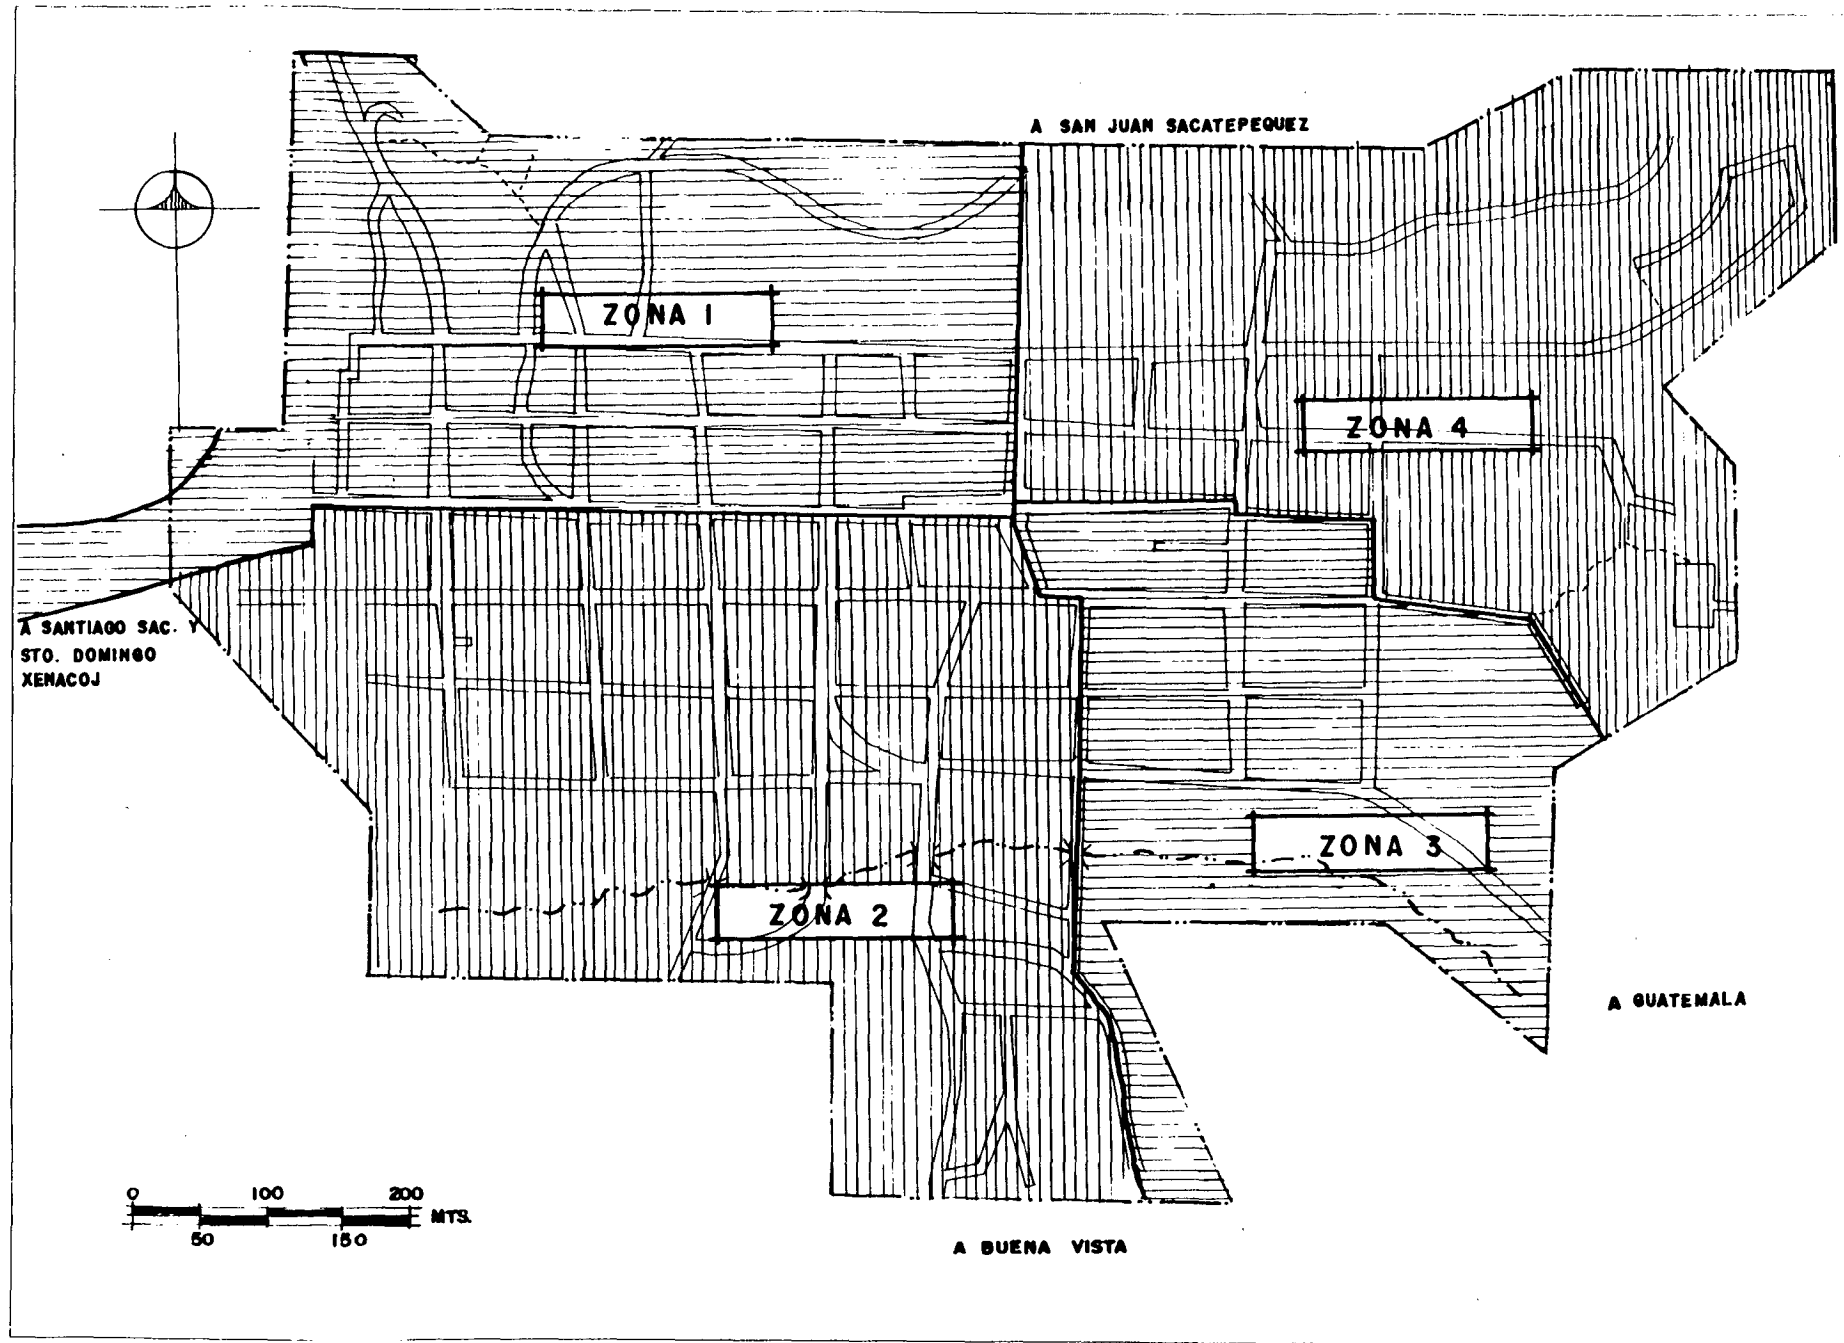 A SAN JUAN SACATEPEQUEZ
ZONA 1
ZONA 4
A SANTIAGO SAC. Y
STO. DOMINGO
XENACOJ
ZONA 3
ZONA 2
A GUATEMALA
0 100 200
MTS.
50 150
A BUENA VISTA